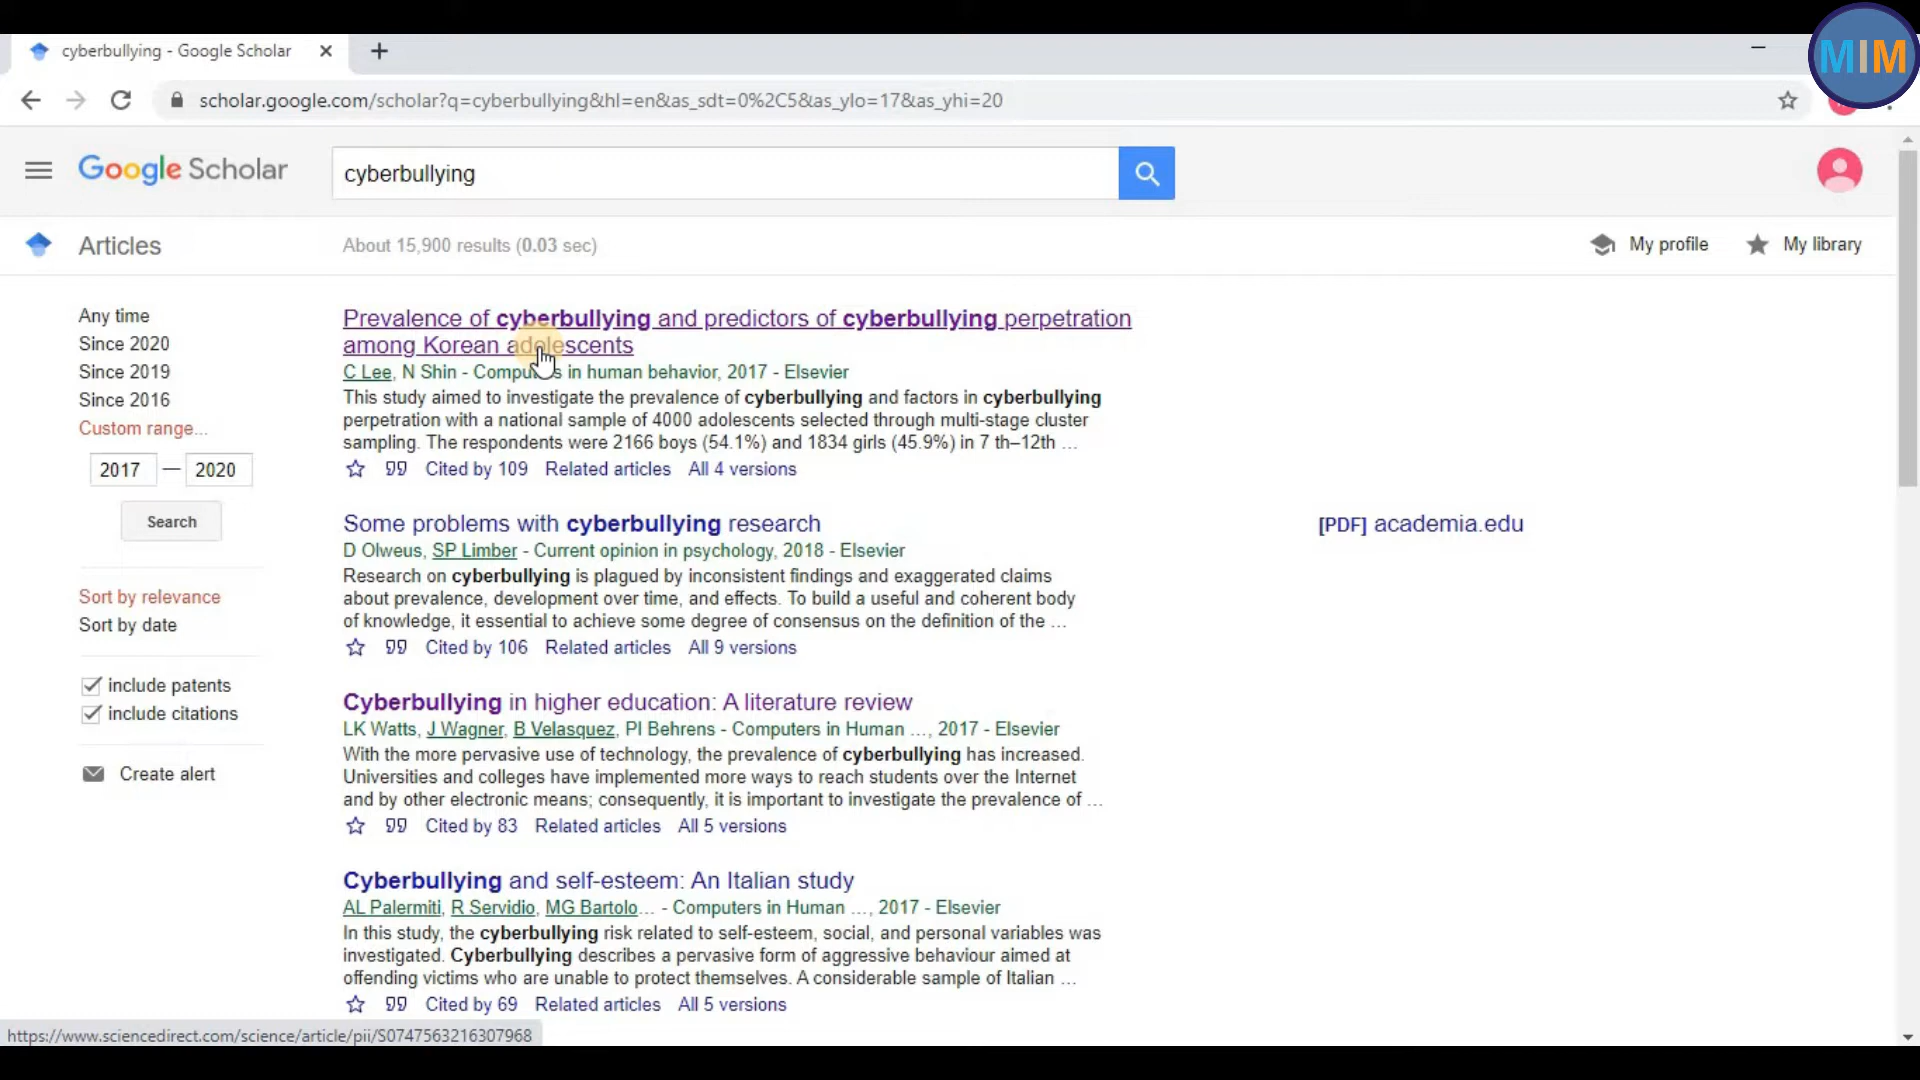 MIM
cyberbullying - Google Scholar
scholar.google.com/scholar?q=cyberbullying&hl=en&as_sdt=0%2C5&as_ylo=17&as_yhi=20
Google Scholar
cyberbullying
Articles
About 15,900 results (0.03 sec)
My profile
My library
Any time
Since 2020
Since 2019
Since 2016
Custom range...
2017 — 2020
Search
Sort by relevance
Sort by date
include patents
include citations
Create alert
Prevalence of cyberbullying and predictors of cyberbullying perpetration
among Korean adolescents
C Lee, N Shin - Computers in human behavior, 2017 - Elsevier
This study aimed to investigate the prevalence of cyberbullying and factors in cyberbullying
perpetration with a national sample of 4000 adolescents selected through multi-stage cluster
sampling. The respondents were 2166 boys (54.1%) and 1834 girls (45.9%) in 7 th–12th ...
Cited by 109 Related articles All 4 versions
Some problems with cyberbullying research
[PDF] academia.edu
D Olweus, SP Limber - Current opinion in psychology, 2018 - Elsevier
Research on cyberbullying is plagued by inconsistent findings and exaggerated claims
about prevalence, development over time, and effects. To build a useful and coherent body
of knowledge, it essential to achieve some degree of consensus on the definition of the ...
Cited by 106 Related articles All 9 versions
Cyberbullying in higher education: A literature review
LK Watts, J Wagner, B Velasquez, PI Behrens - Computers in Human ..., 2017 - Elsevier
With the more pervasive use of technology, the prevalence of cyberbullying has increased.
Universities and colleges have implemented more ways to reach students over the Internet
and by other electronic means; consequently, it is important to investigate the prevalence of ...
Cited by 83 Related articles All 5 versions
Cyberbullying and self-esteem: An Italian study
AL Palermiti, R Servidio, MG Bartolo... - Computers in Human ..., 2017 - Elsevier
In this study, the cyberbullying risk related to self-esteem, social, and personal variables was
investigated. Cyberbullying describes a pervasive form of aggressive behaviour aimed at
offending victims who are unable to protect themselves. A considerable sample of Italian ...
Cited by 69 Related articles All 5 versions
https://www.sciencedirect.com/science/article/pii/S0747563216307968